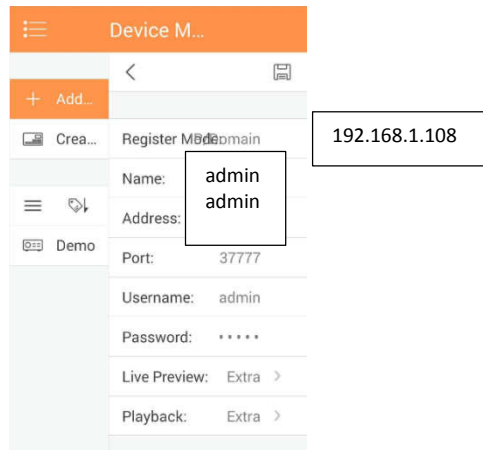 Device M...
+ Add...
Crea...
Demo
Register Mode:
IP/Domain
192.168.1.108
Name:
admin
admin
Address:
Port: 37777
Username: admin
Password: •••••
Live Preview: Extra >
Playback: Extra >